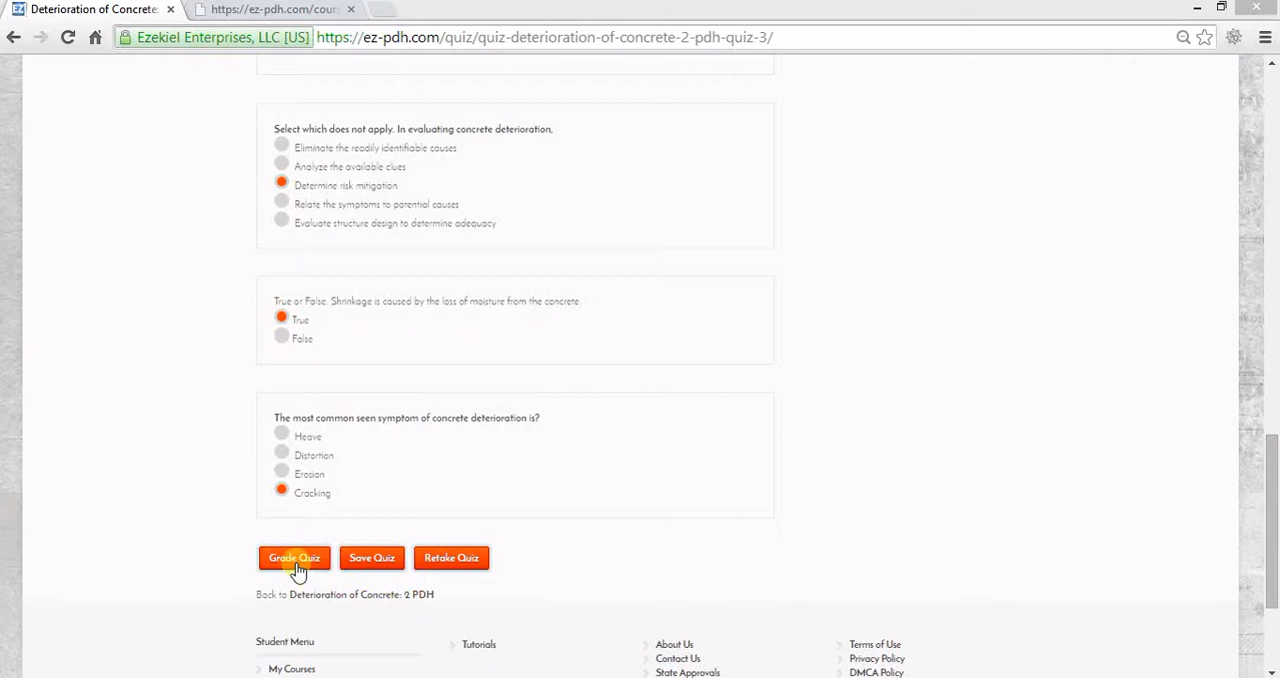 Deterioration of Concrete:
https://ez-pdh.com/cour
Ezekiel Enterprises, LLC [US]
https://ez-pdh.com/quiz/quiz-deterioration-of-concrete-2-pdh-quiz-3/
Select which does not apply. In evaluating concrete deterioration,
Eliminate the readily identifiable causes
Analyze the available clues
Determine risk mitigation
Relate the symptoms to potential causes
Evaluate structure design to determine adequacy
True or False. Shrinkage is caused by the loss of moisture from the concrete.
True
False
The most common seen symptom of concrete deterioration is?
Heave
Distortion
Erosion
Cracking
Grade Quiz
Save Quiz
Retake Quiz
Back to Deterioration of Concrete: 2 PDH
Student Menu
My Courses
Tutorials
About Us
Contact Us
State Approvals
Terms of Use
Privacy Policy
DMCA Policy